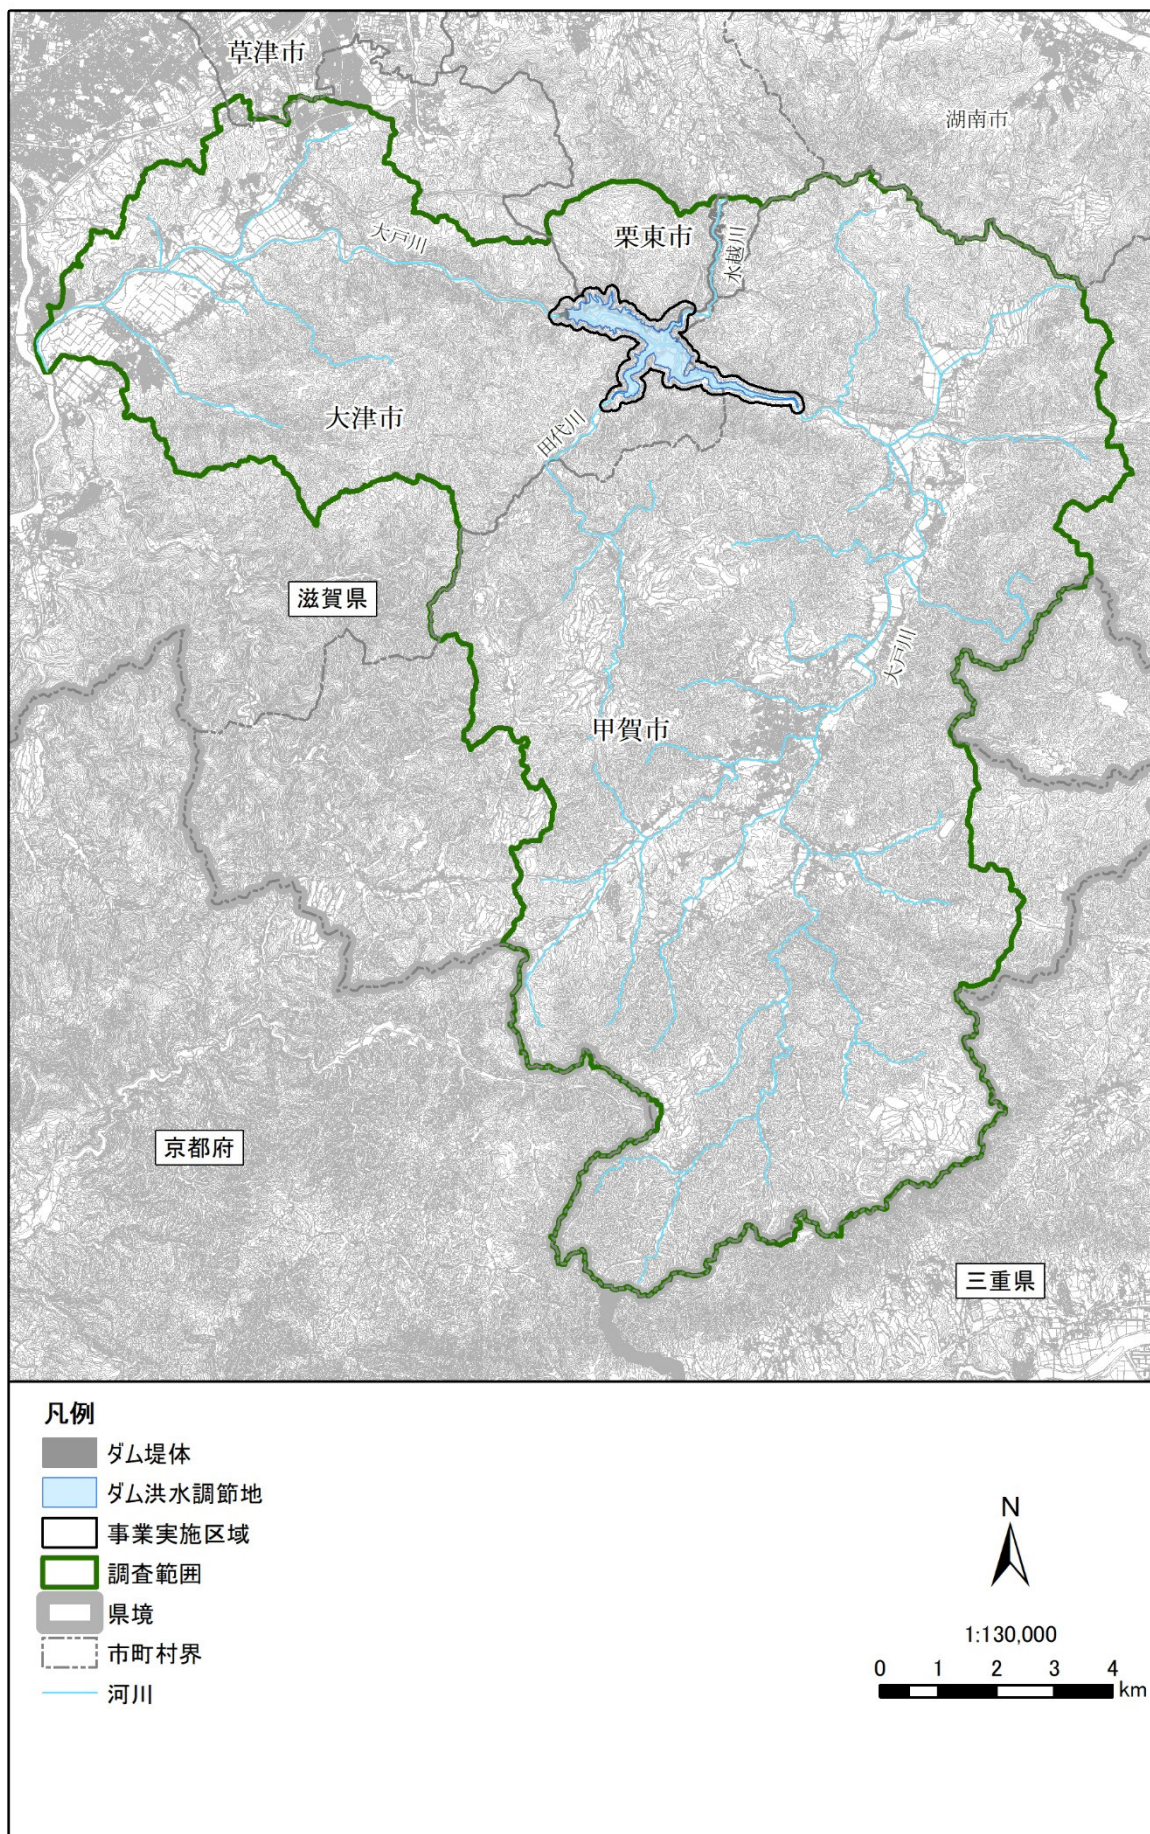 草津市
湖南市
大戸川
栗東市
水越川
大津市
田代川
滋賀県
大戸川
甲賀市
京都府
三重県
凡例
ダム堤体
ダム洪水調節地
事業実施区域
調査範囲
県境
市町村界
河川
N
1:130,000
0 1 2 3 4
km